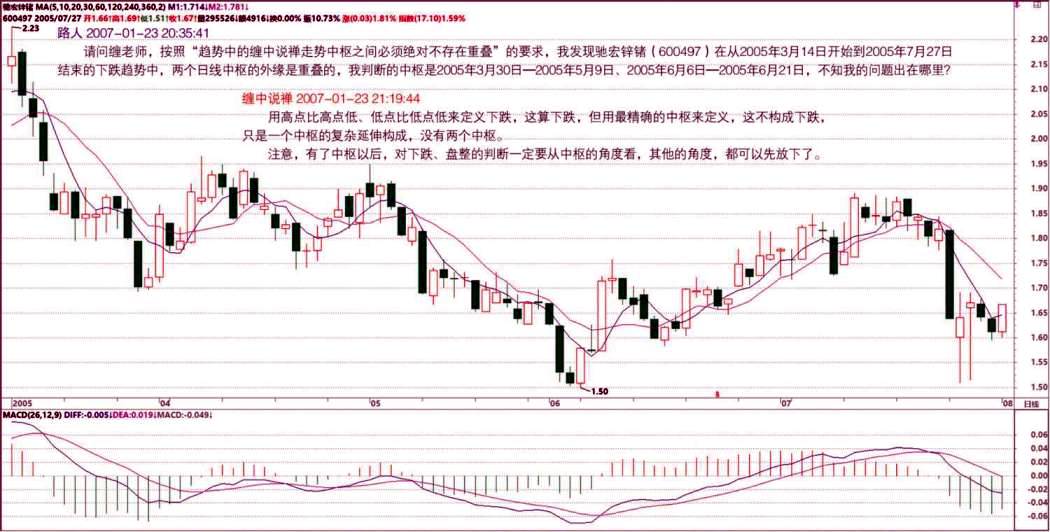 驰宏锌锗 MA(5,10,20,30,60,120,240,360,2) M1:1.714↓M2:1.781↓
600497 2005/07/27 开1.66↑高1.69↑低1.51↑收1.67↑量295526↓额4916↓换0.00% 振10.73% 涨(0.03)1.81% 指数(17.10)1.59%
2.23
路人 2007-01-23 20:35:41
请问缠老师，按照“趋势中的缠中说禅走势中枢之间必须绝对不存在重叠”的要求，我发现驰宏锌锗（600497）在从2005年3月14日开始到2005年7月27日
结束的下跌趋势中，两个日线中枢的外缘是重叠的，我判断的中枢是2005年3月30日—2005年5月9日、2005年6月6日—2005年6月21日，不知我的问题出在哪里？
缠中说禅 2007-01-23 21:19:44
用高点比高点低、低点比低点低来定义下跌，这算下跌，但用最精确的中枢来定义，这不构成下跌，
只是一个中枢的复杂延伸构成，没有两个中枢。
注意，有了中枢以后，对下跌、盘整的判断一定要从中枢的角度看，其他的角度，都可以先放下了。
2.20
2.15
2.10
2.05
2.00
1.95
1.90
1.85
1.80
1.75
1.70
1.65
1.60
1.55
1.50
1.50
2005 04 05 06 07 08 日线
MACD(26,12,9) DIFF:-0.005↓DEA:0.019↓MACD:-0.049↓
0.06
0.04
0.02
0.00
-0.02
-0.04
-0.06